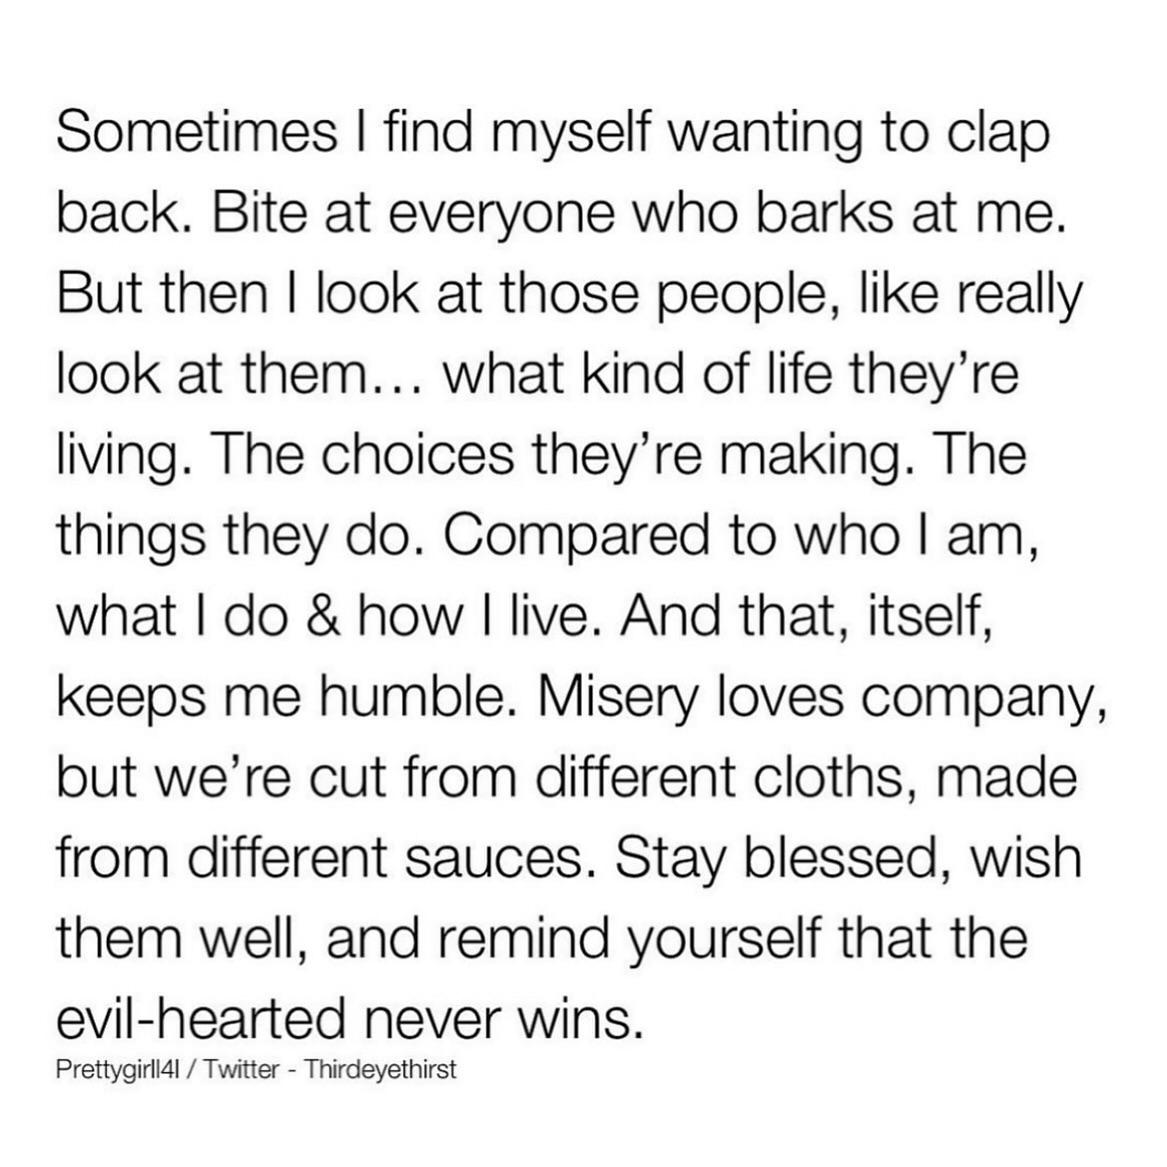 Sometimes I find myself wanting to clap
back. Bite at everyone who barks at me.
But then I look at those people, like really
look at them... what kind of life they’re
living. The choices they’re making. The
things they do. Compared to who I am,
what I do & how I live. And that, itself,
keeps me humble. Misery loves company,
but we’re cut from different cloths, made
from different sauces. Stay blessed, wish
them well, and remind yourself that the
evil-hearted never wins.
Prettygirll4l / Twitter - Thirdeyethirst